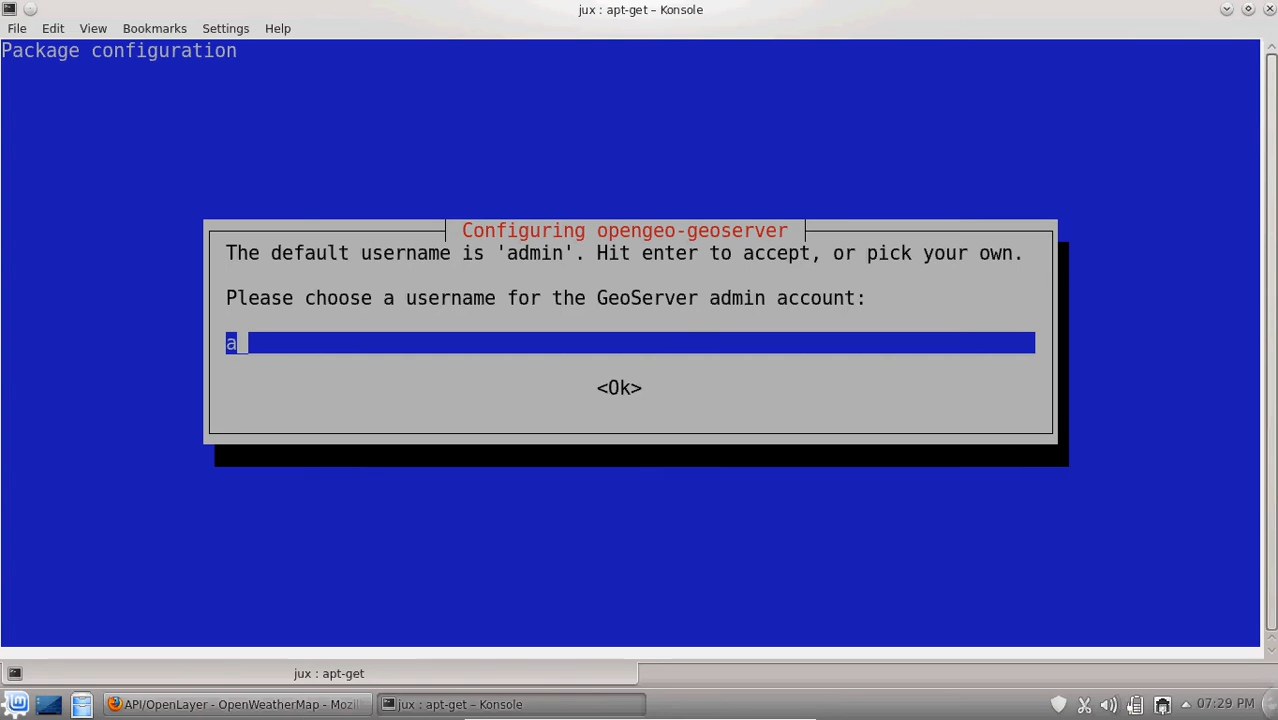 jux : apt-get – Konsole
File Edit View Bookmarks Settings Help
Package configuration
Configuring opengeo-geoserver
The default username is 'admin'. Hit enter to accept, or pick your own.
Please choose a username for the GeoServer admin account:
a
<Ok>
jux : apt-get
API/OpenLayer - OpenWeatherMap - Mozil
jux : apt-get – Konsole
07:29 PM